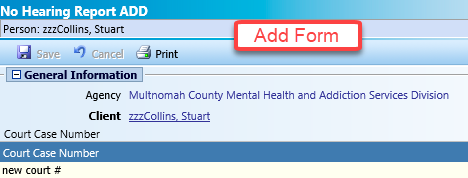 No Hearing Report ADD
Person: zzzCollins, Stuart
Add Form
Save Cancel Print
General Information
Agency Multnomah County Mental Health and Addiction Services Division
Client zzzCollins, Stuart
Court Case Number
Court Case Number
new court #